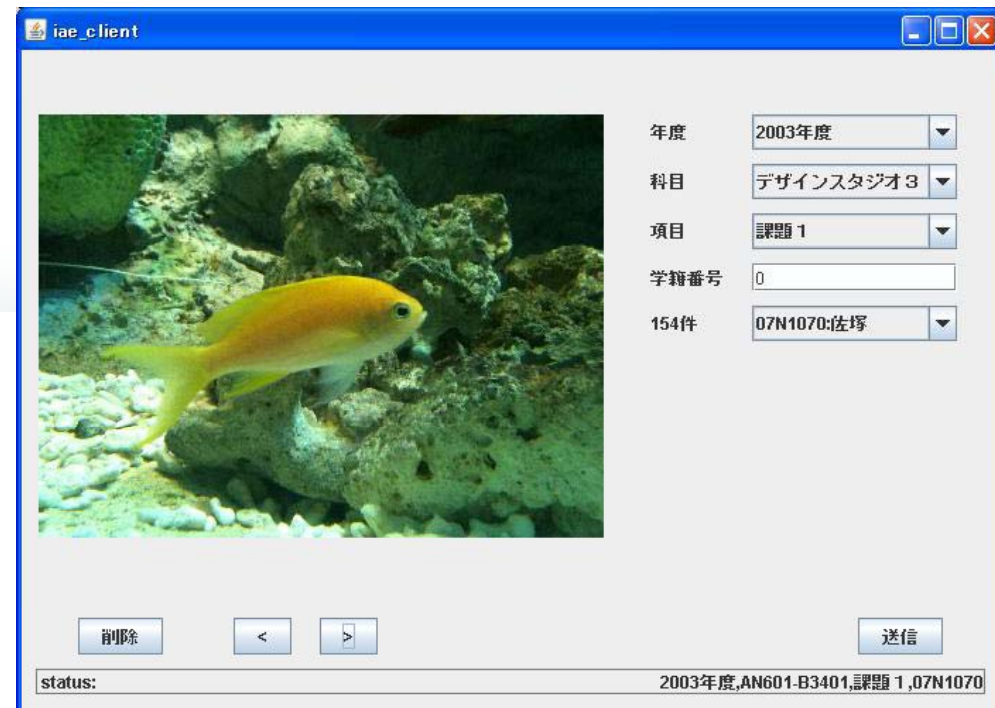 iae_client
年度 2003年度
科目 デザインスタジオ３
項目 課題１
学籍番号 0
154件 07N1070:佐塚
削除 < > 送信
status: 2003年度,AN601-B3401,課題１,07N1070